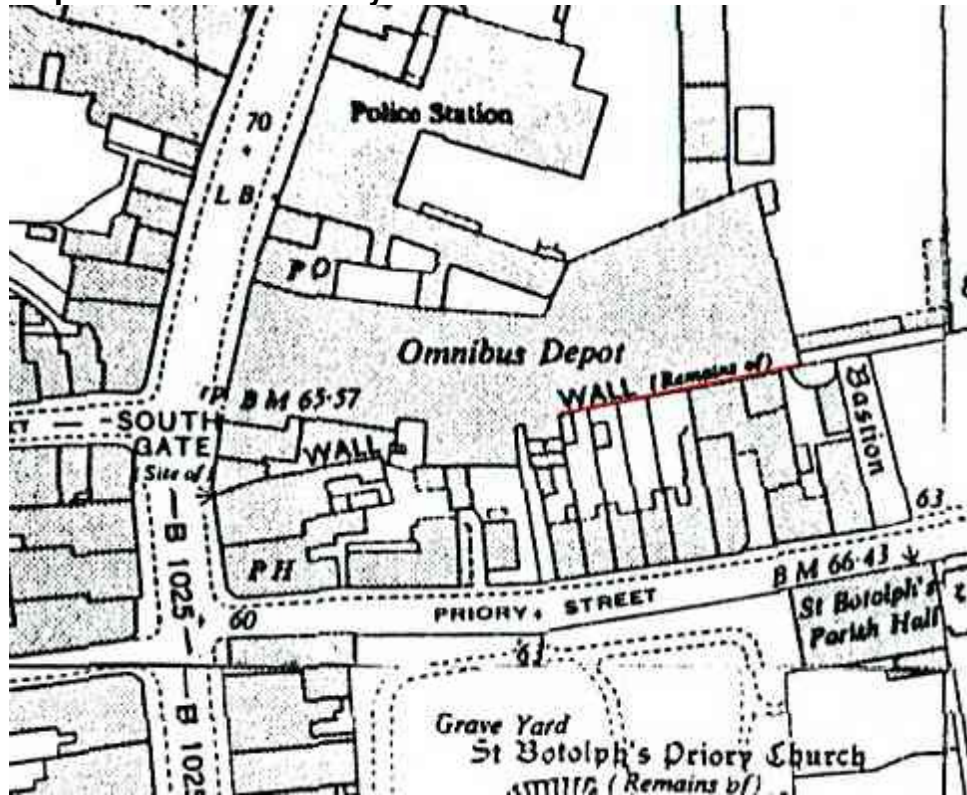 Police Station
70
L B
P O
Omnibus Depot
WALL (Remains of)
B M 65·57
SOUTH
GATE
(Site of)
WALL
Bastion
63
P H
B M 66·43
PRIORY STREET
St Botolph's
Parish Hall
B 1025
60
61
B 1025
Grave Yard
St Botolph's Priory Church
(Remains of)